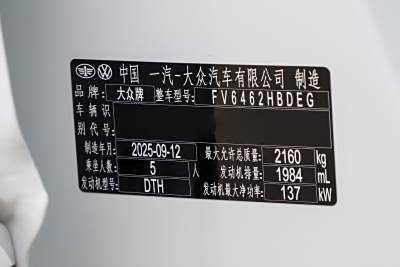 中国 一汽-大众汽车有限公司 制造
品牌: 大众牌 整车型号: FV6462HBDEG
车辆识
别代号:
制造年月: 2025-09-12 最大允许总质量: 2160 kg
乘坐人数: 5 人 发动机排量: 1984 mL
发动机型号: DTH 发动机最大净功率: 137 kW